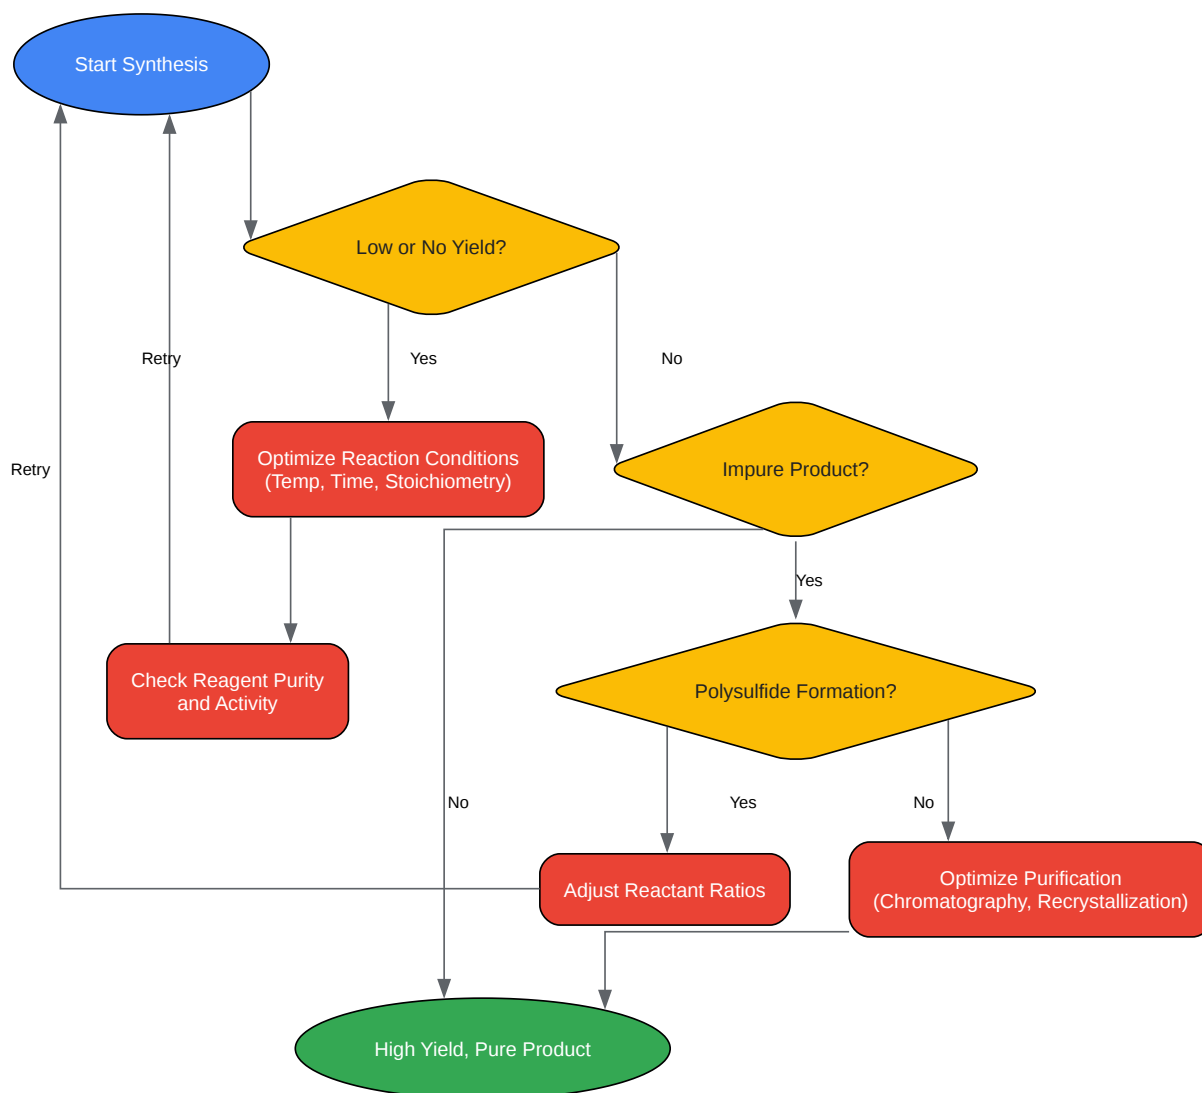 Start Synthesis
Low or No Yield?
Retry
Yes
No
Optimize Reaction Conditions
(Temp, Time, Stoichiometry)
Retry
Impure Product?
Yes
Check Reagent Purity
and Activity
Polysulfide Formation?
No
Yes
No
Adjust Reactant Ratios
Optimize Purification
(Chromatography, Recrystallization)
High Yield, Pure Product